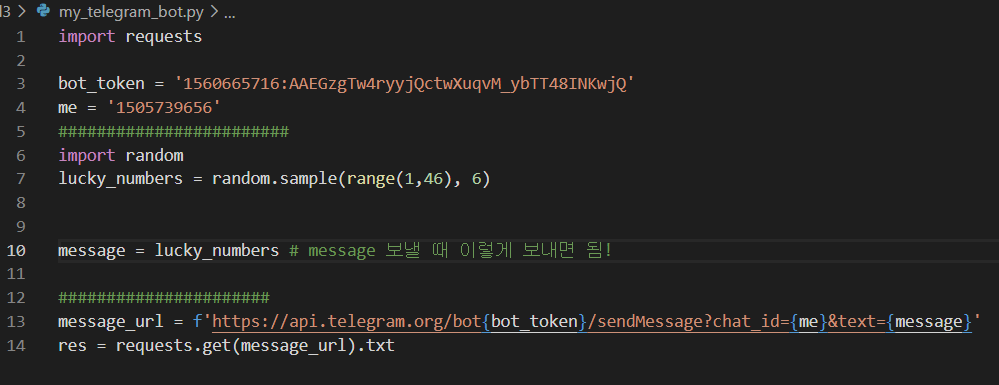 d3 > my_telegram_bot.py > ...
1 import requests
2
3 bot_token = '1560665716:AAEGzgTw4ryyjQctwXuqvM_ybTT48INKwjQ'
4 me = '1505739656'
5 ########################
6 import random
7 lucky_numbers = random.sample(range(1,46), 6)
8
9
10 message = lucky_numbers # message 보낼 때 이렇게 보내면 됨!
11
12 ######################
13 message_url = f'https://api.telegram.org/bot{bot_token}/sendMessage?chat_id={me}&text={message}'
14 res = requests.get(message_url).txt